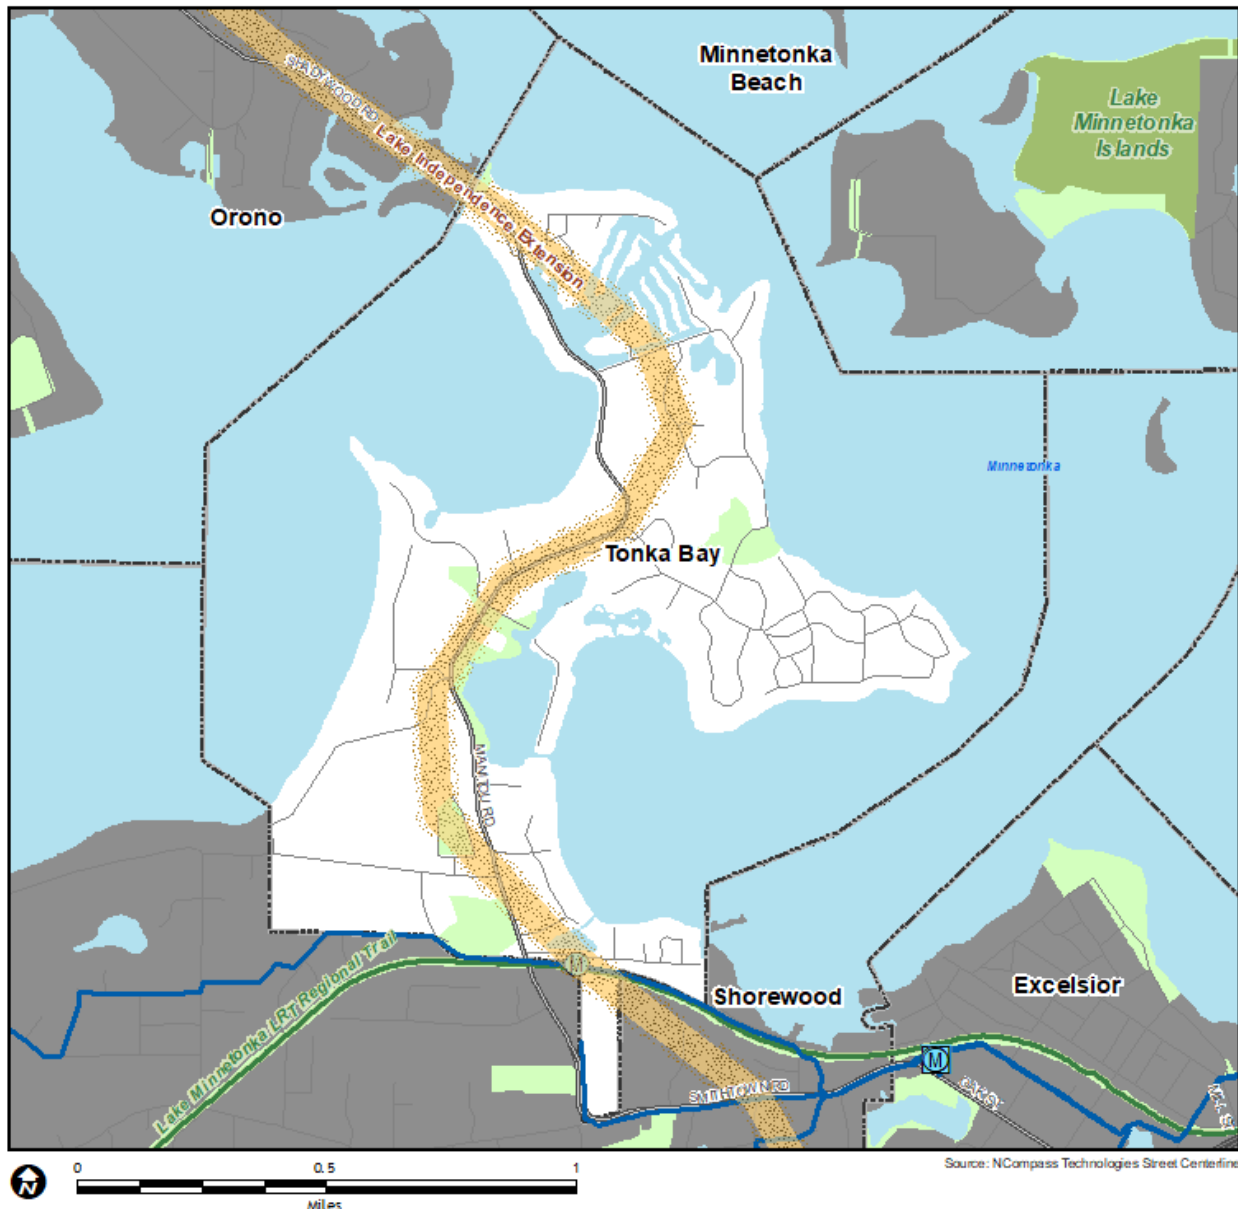 Minnetonka
Beach
Lake
Minnetonka
Islands
SHADYWOOD RD
Lake Independence Extension
Orono
Minnetonka
Tonka Bay
MANITOU RD
Lake Minnetonka LRT Regional Trail
M
Shorewood
Excelsior
M
SMITHTOWN RD
N
0
0.5
1
Miles
Source: NCompass Technologies Street Centerline